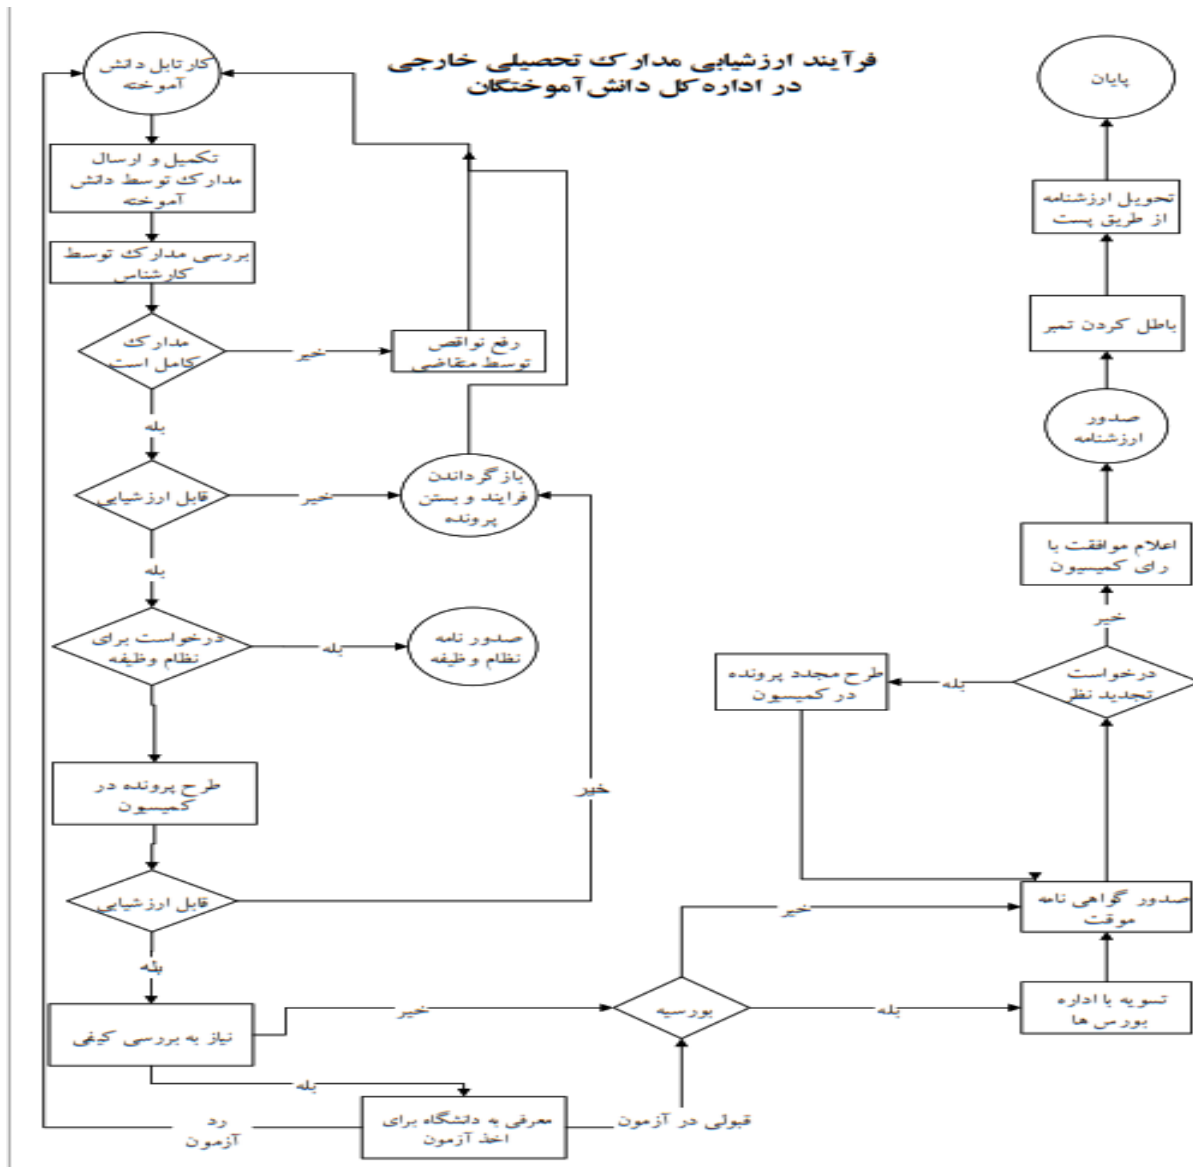 فرآیند ارزشیابی مدارک تحصیلی خارجی
در اداره کل دانش‌آموختگان
کارتابل دانش
آموخته
تکمیل و ارسال
مدارک توسط دانش
آموخته
بررسی مدارک توسط
کارشناس
مدارک
کامل است
خیر
رفع نواقص
توسط متقاضی
بله
قابل ارزشیابی
خیر
بازگرداندن
فرایند و بستن
پرونده
بله
درخواست برای
نظام وظیفه
بله
صدور نامه
نظام وظیفه
طرح پرونده در
کمیسیون
قابل ارزشیابی
خیر
بله
نیاز به بررسی کیفی
خیر
بله
معرفی به دانشگاه برای
اخذ آزمون
رد
آزمون
قبولی در آزمون
بورسیه
خیر
بله
تسویه با اداره
بورس ها
صدور گواهی نامه
موقت
درخواست
تجدید نظر
بله
طرح مجدد پرونده
در کمیسیون
خیر
اعلام موافقت با
رای کمیسیون
صدور
ارزشنامه
باطل کردن تمبر
تحویل ارزشنامه
از طریق پست
پایان